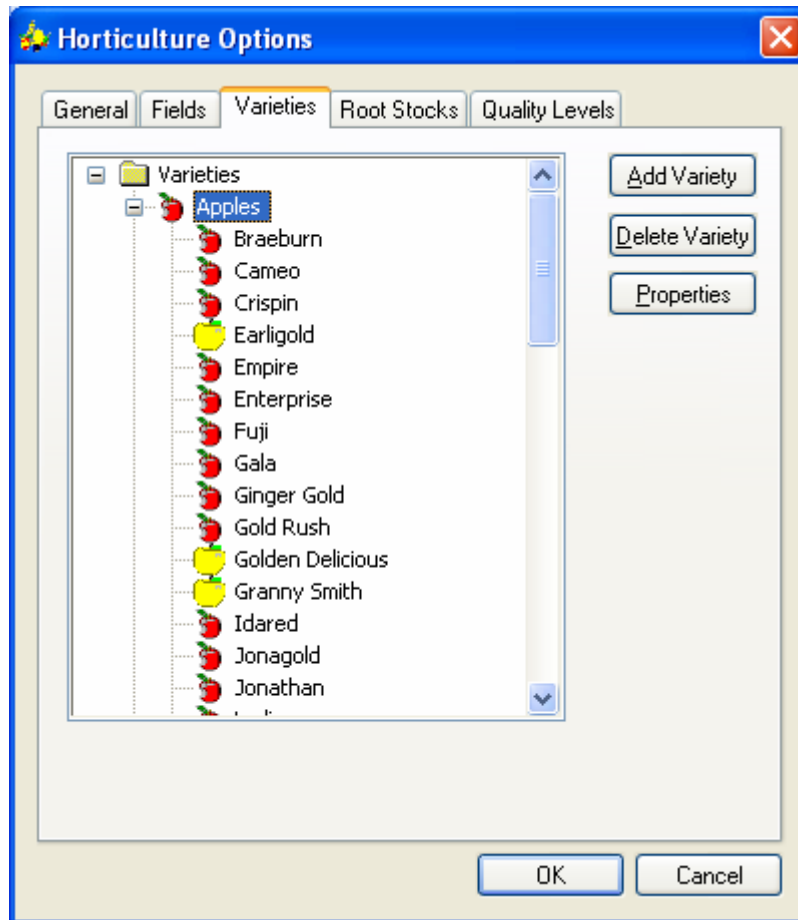 Horticulture Options
General Fields Varieties Root Stocks Quality Levels
Varieties
Apples
Braeburn
Cameo
Crispin
Earligold
Empire
Enterprise
Fuji
Gala
Ginger Gold
Gold Rush
Golden Delicious
Granny Smith
Idared
Jonagold
Jonathan
Add Variety
Delete Variety
Properties
OK Cancel